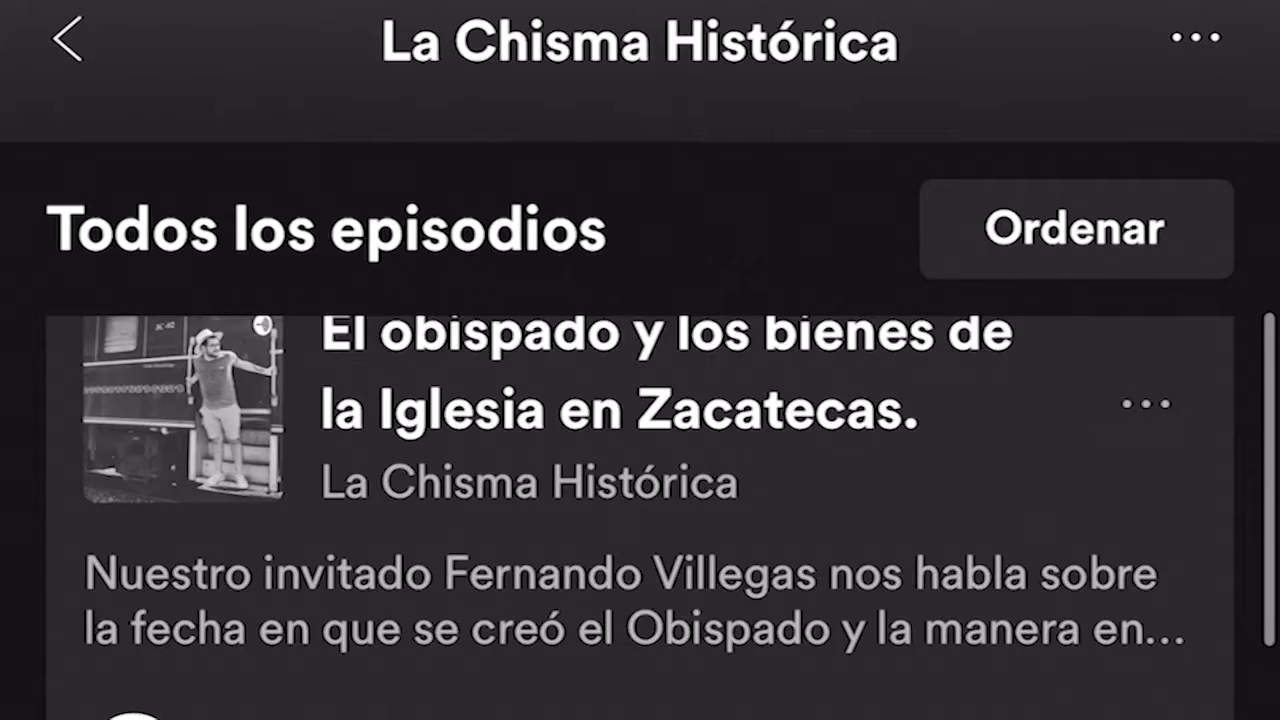 La Chisma Histórica
Todos los episodios
Ordenar
El obispado y los bienes de
la Iglesia en Zacatecas.
La Chisma Histórica
Nuestro invitado Fernando Villegas nos habla sobre
la fecha en que se creó el Obispado y la manera en...